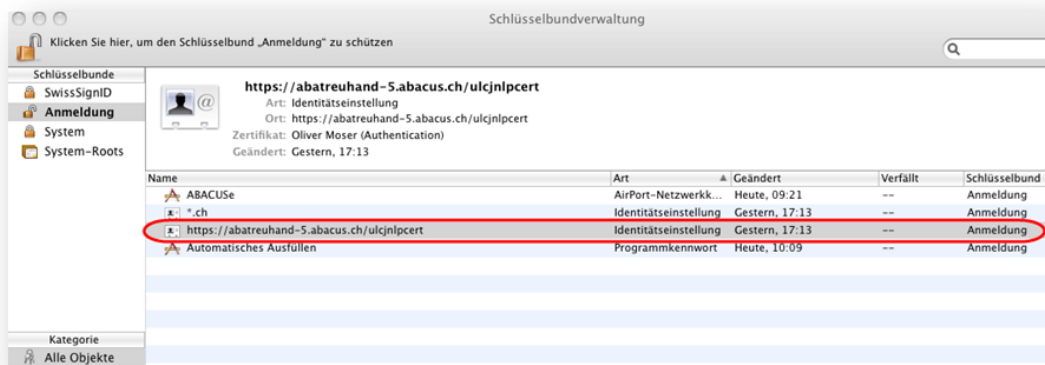 Schlüsselbundverwaltung
Klicken Sie hier, um den Schlüsselbund „Anmeldung" zu schützen
Schlüsselbunde
SwissSignID
Anmeldung
System
System-Roots
https://abatreuhand-5.abacus.ch/ulcjnlpcert
Art: Identitätseinstellung
Ort: https://abatreuhand-5.abacus.ch/ulcjnlpcert
Zertifikat: Oliver Moser (Authentication)
Geändert: Gestern, 17:13
Name Art Geändert Verfällt Schlüsselbund
ABACUSe AirPort-Netzwerkk... Heute, 09:21 -- Anmeldung
*.ch Identitätseinstellung Gestern, 17:13 -- Anmeldung
https://abatreuhand-5.abacus.ch/ulcjnlpcert Identitätseinstellung Gestern, 17:13 -- Anmeldung
Automatisches Ausfüllen Programmkennwort Heute, 10:09 -- Anmeldung
Kategorie
Alle Objekte